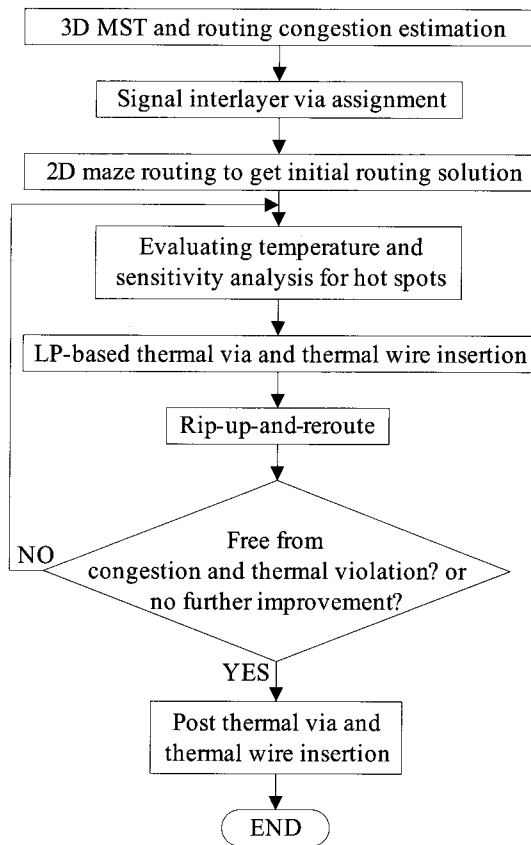 3D MST and routing congestion estimation
Signal interlayer via assignment
2D maze routing to get initial routing solution
Evaluating temperature and
sensitivity analysis for hot spots
LP-based thermal via and thermal wire insertion
Rip-up-and-reroute
Free from
congestion and thermal violation? or
no further improvement?
NO
YES
Post thermal via and
thermal wire insertion
END